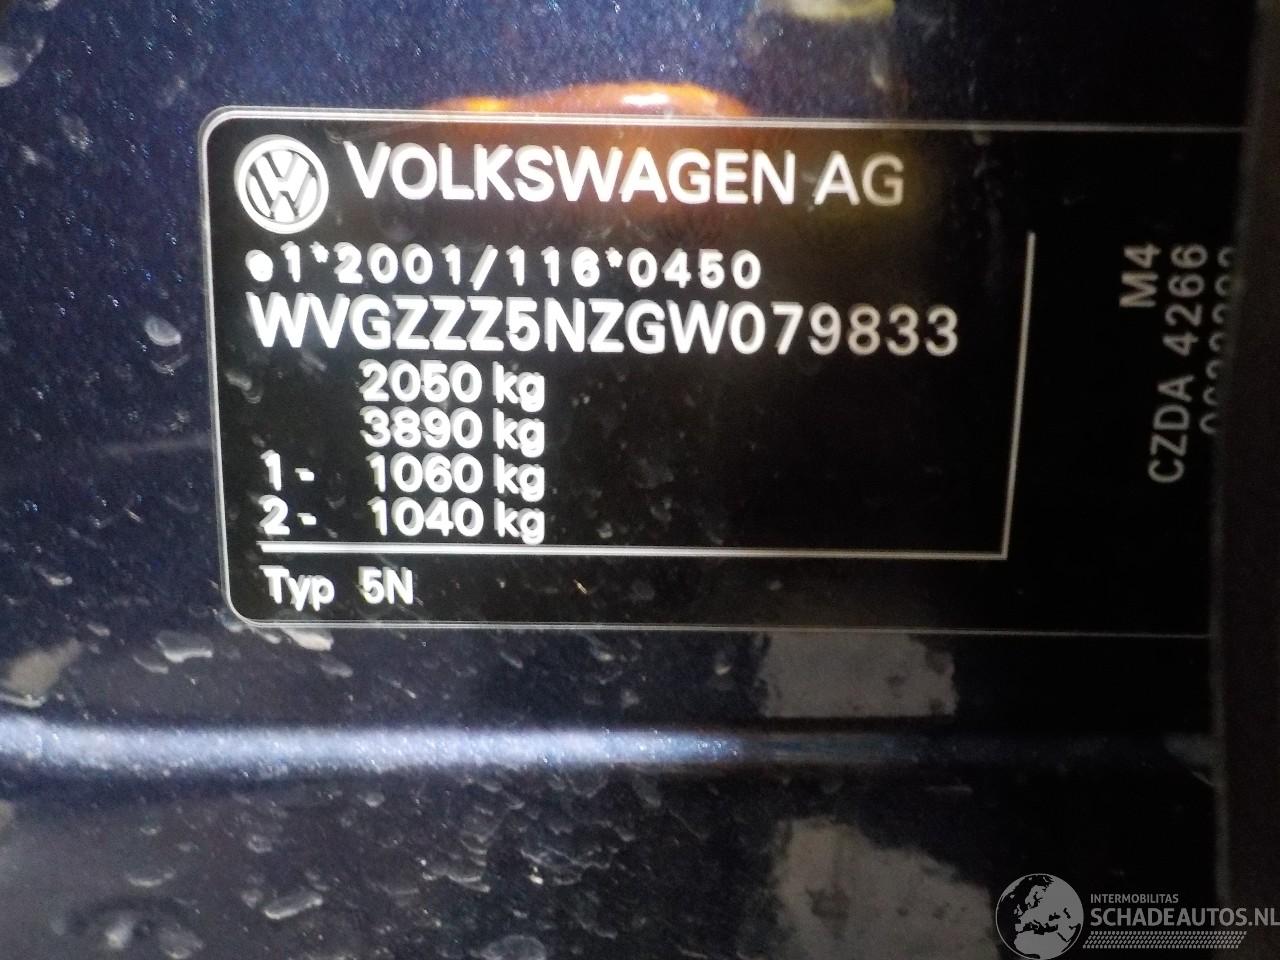 VOLKSWAGEN AG
e1*2001/116*0450
WVGZZZ5NZGW079833
2050 kg
3890 kg
1- 1060 kg
2- 1040 kg
Typ 5N
M4
CZDA 4266
INTERMOBILITAS
SCHADEAUTOS.NL